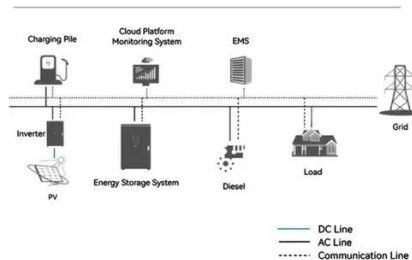 Charging Pile
Cloud Platform
Monitoring System
EMS
Grid
Inverter
PV
Energy Storage System
Diesel
Load
DC Line
AC Line
Communication Line